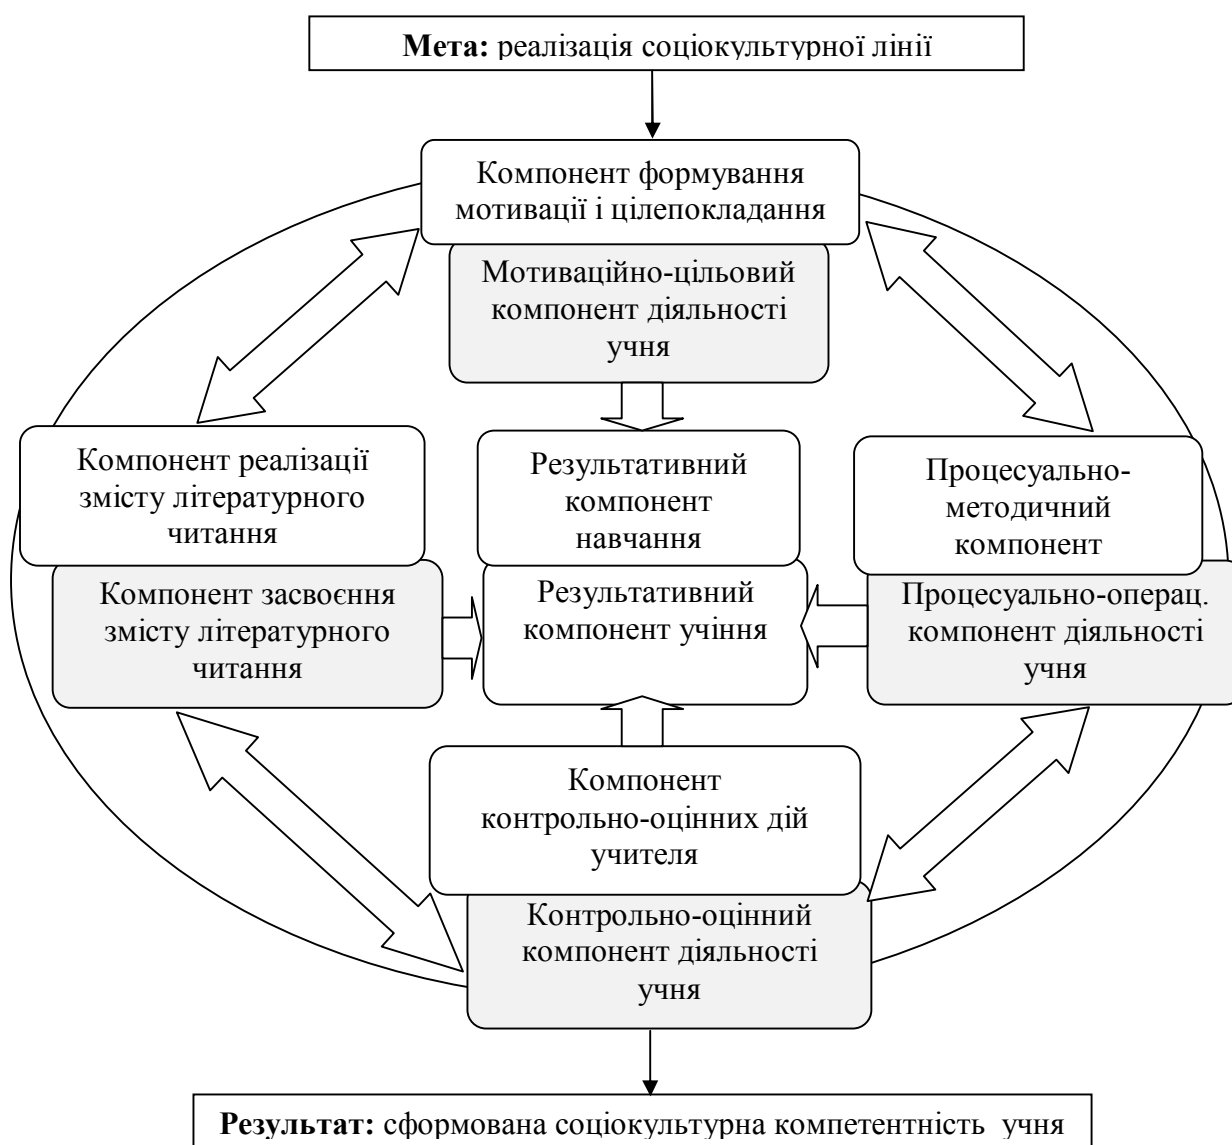 Мета: реалізація соціокультурної лінії
Компонент формування
мотивації і цілепокладання
Мотиваційно-цільовий
компонент діяльності
учня
Компонент реалізації
змісту літературного
читання
Результативний
компонент
навчання
Процесуально-
методичний
компонент
Компонент засвоєння
змісту літературного
читання
Результативний
компонент учіння
Процесуально-операц.
компонент діяльності
учня
Компонент
контрольно-оцінних дій
учителя
Контрольно-оцінний
компонент діяльності
учня
Результат: сформована соціокультурна компетентність учня